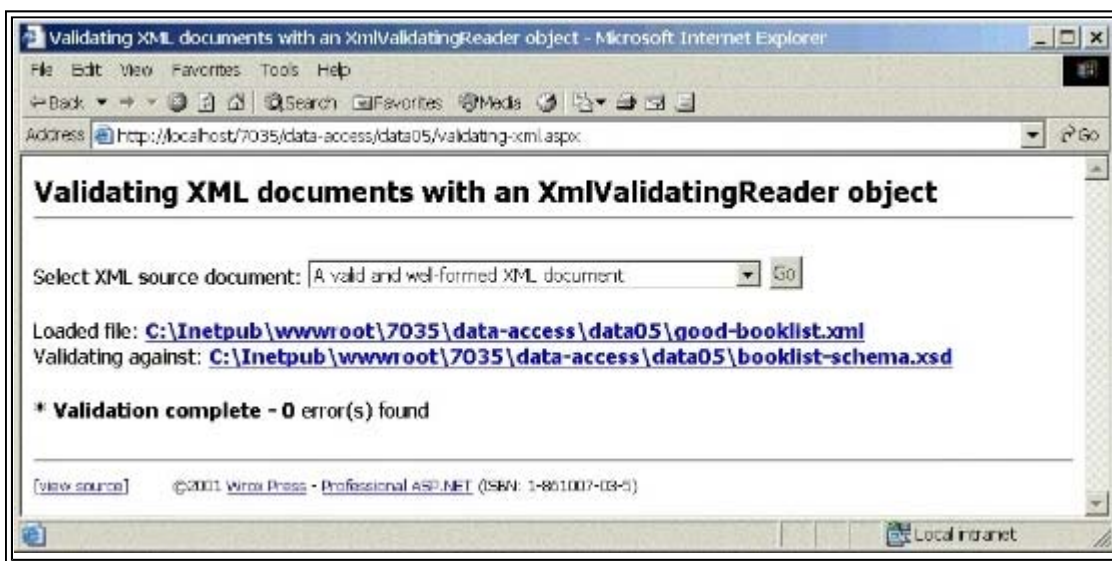 Validating XML documents with an XmlValidatingReader object - Microsoft Internet Explorer
File Edit View Favorites Tools Help
Back Search Favorites Media
Address http://localhost/7035/data-access/data05/validating-xml.aspx Go
Validating XML documents with an XmlValidatingReader object
Select XML source document: A valid and well-formed XML document Go
Loaded file: C:\Inetpub\wwwroot\7035\data-access\data05\good-booklist.xml
Validating against: C:\Inetpub\wwwroot\7035\data-access\data05\booklist-schema.xsd
* Validation complete - 0 error(s) found
[view source] ©2001 Wrox Press - Professional ASP.NET (ISBN: 1-861007-03-5)
Local intranet